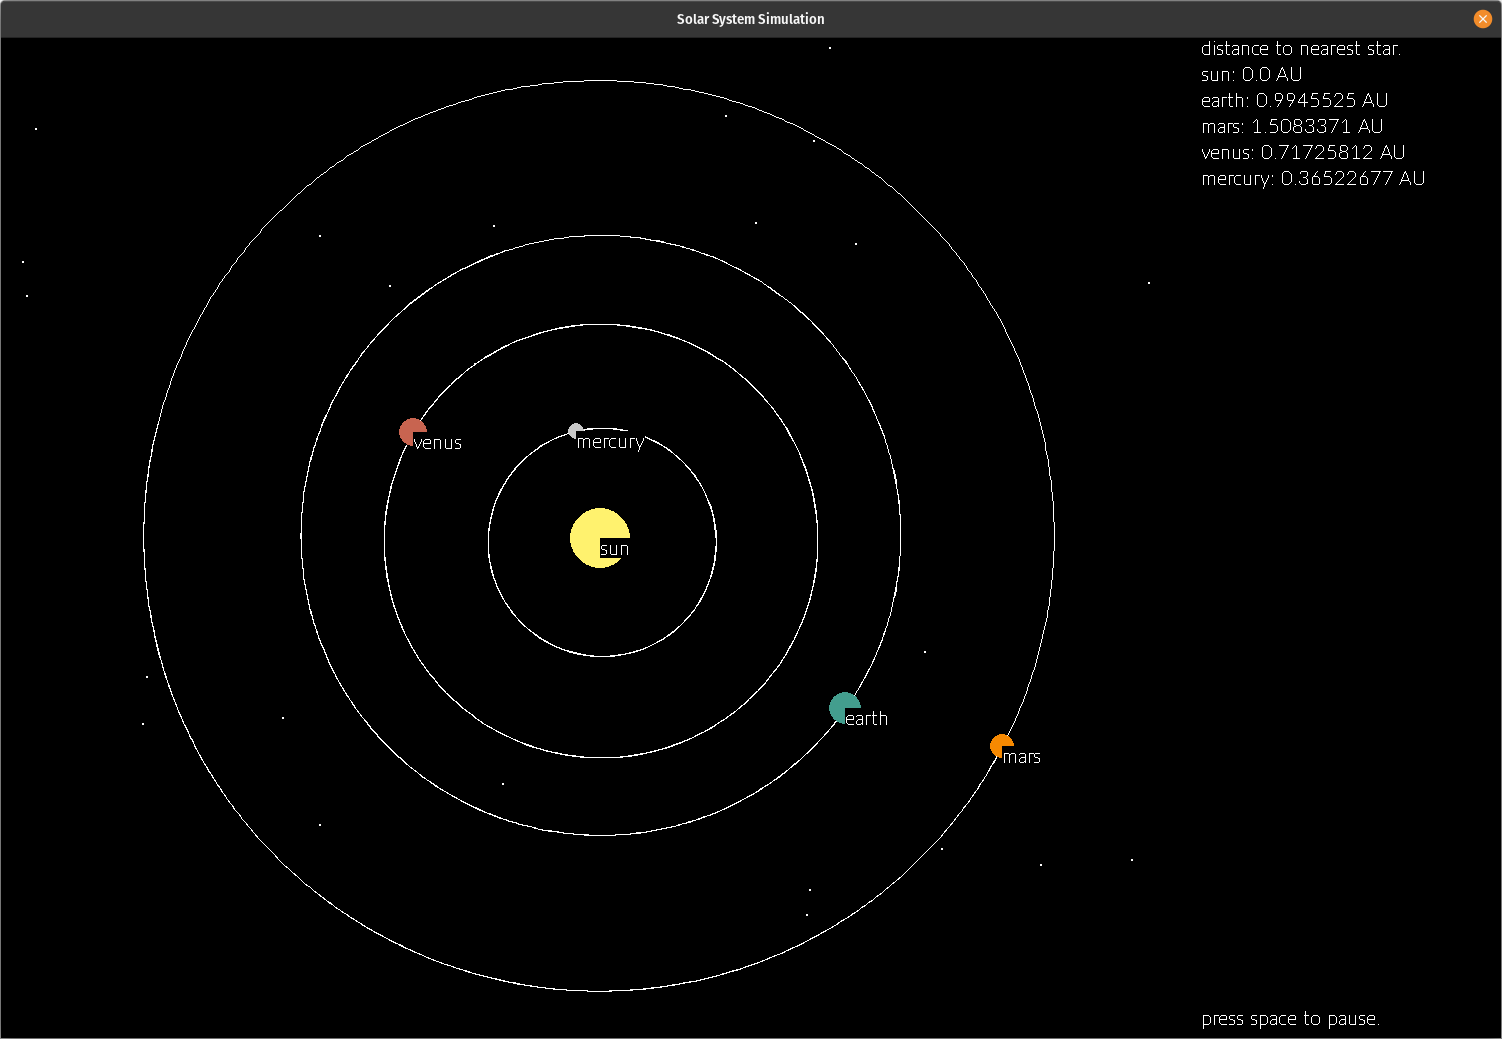 Solar System Simulation
distance to nearest star.
sun: 0.0 AU
earth: 0.9945525 AU
mars: 1.5083371 AU
venus: 0.71725812 AU
mercury: 0.36522677 AU
venus
mercury
sun
earth
mars
press space to pause.